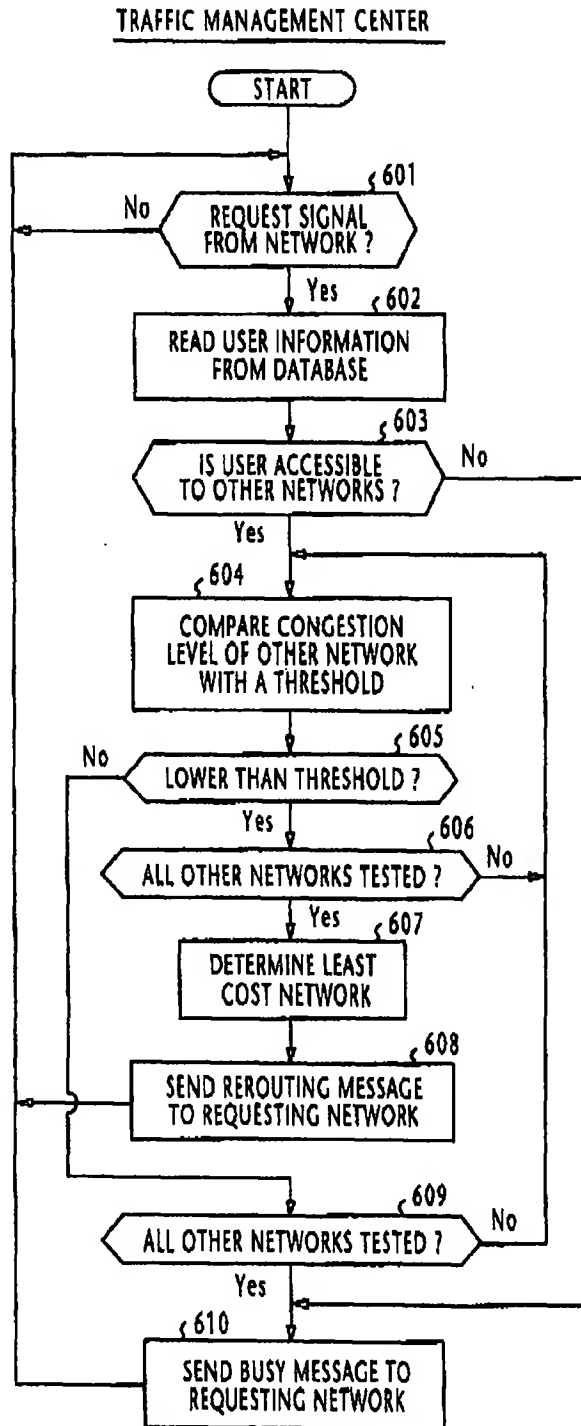 TRAFFIC MANAGEMENT CENTER
START
601
No
REQUEST SIGNAL
FROM NETWORK ?
Yes
602
READ USER INFORMATION
FROM DATABASE
603
IS USER ACCESSIBLE
TO OTHER NETWORKS ?
No
Yes
604
COMPARE CONGESTION
LEVEL OF OTHER NETWORK
WITH A THRESHOLD
605
No
LOWER THAN THRESHOLD ?
Yes
606
ALL OTHER NETWORKS TESTED ?
No
Yes
607
DETERMINE LEAST
COST NETWORK
608
SEND REROUTING MESSAGE
TO REQUESTING NETWORK
609
ALL OTHER NETWORKS TESTED ?
No
Yes
610
SEND BUSY MESSAGE TO
REQUESTING NETWORK